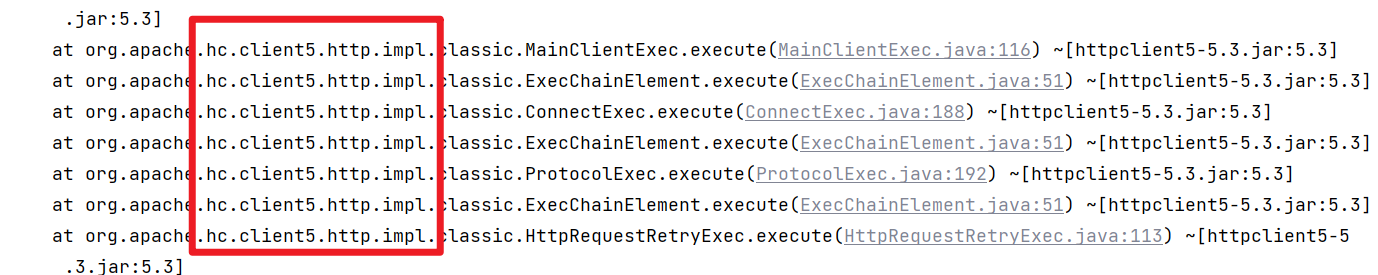 .jar:5.3]
at org.apache.hc.client5.http.impl.classic.MainClientExec.execute(MainClientExec.java:116) ~[httpclient5-5.3.jar:5.3]
at org.apache.hc.client5.http.impl.classic.ExecChainElement.execute(ExecChainElement.java:51) ~[httpclient5-5.3.jar:5.3]
at org.apache.hc.client5.http.impl.classic.ConnectExec.execute(ConnectExec.java:188) ~[httpclient5-5.3.jar:5.3]
at org.apache.hc.client5.http.impl.classic.ExecChainElement.execute(ExecChainElement.java:51) ~[httpclient5-5.3.jar:5.3]
at org.apache.hc.client5.http.impl.classic.ProtocolExec.execute(ProtocolExec.java:192) ~[httpclient5-5.3.jar:5.3]
at org.apache.hc.client5.http.impl.classic.ExecChainElement.execute(ExecChainElement.java:51) ~[httpclient5-5.3.jar:5.3]
at org.apache.hc.client5.http.impl.classic.HttpRequestRetryExec.execute(HttpRequestRetryExec.java:113) ~[httpclient5-5
.3.jar:5.3]